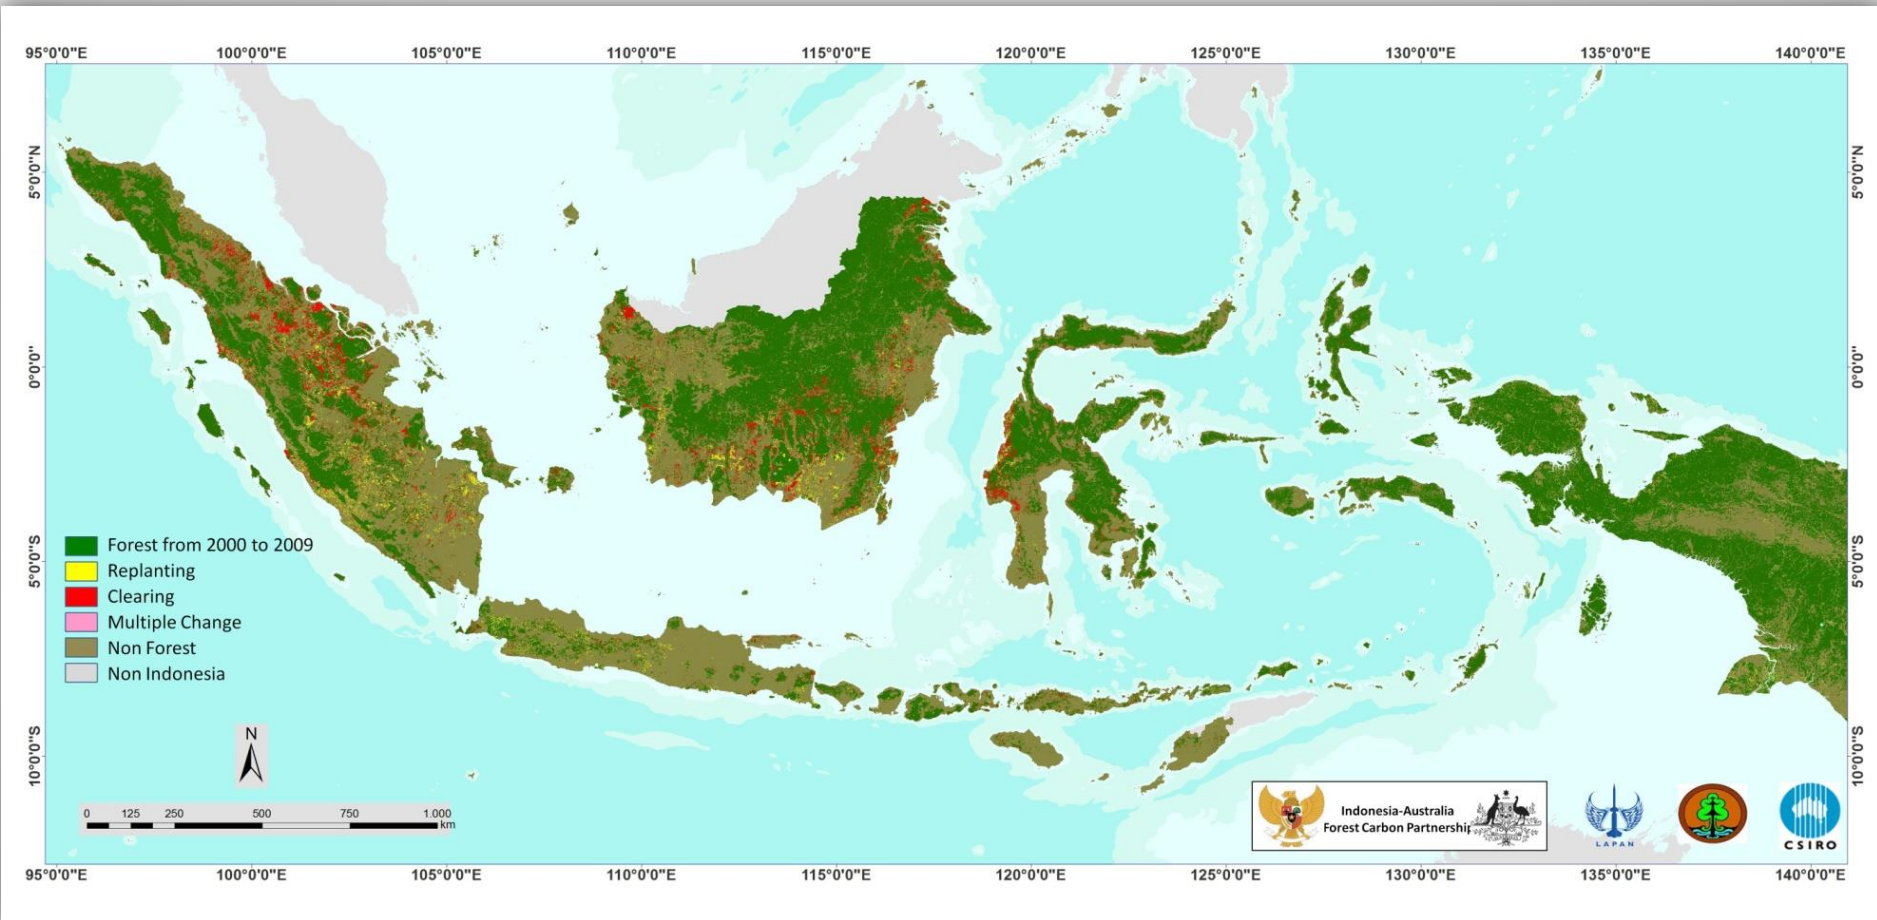 95°0'0"E 100°0'0"E 105°0'0"E 110°0'0"E 115°0'0"E 120°0'0"E 125°0'0"E 130°0'0"E 135°0'0"E 140°0'0"E
5°0'0"N 5°0'0"N
0°0'0" 0°0'0"
5°0'0"S 5°0'0"S
10°0'0"S 10°0'0"S
Forest from 2000 to 2009
Replanting
Clearing
Multiple Change
Non Forest
Non Indonesia
N
0 125 250 500 750 1.000
km
Indonesia-Australia
Forest Carbon Partnership
LAPAN
CSIRO
95°0'0"E 100°0'0"E 105°0'0"E 110°0'0"E 115°0'0"E 120°0'0"E 125°0'0"E 130°0'0"E 135°0'0"E 140°0'0"E